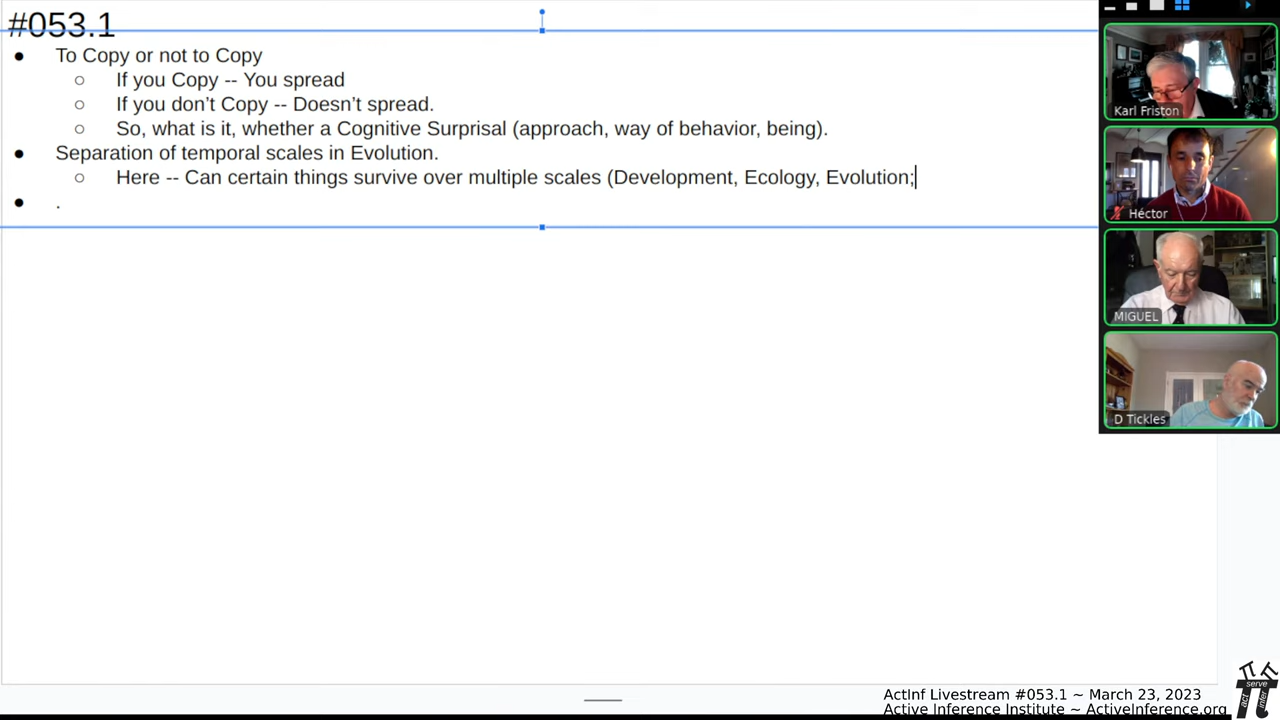 #053.1
● To Copy or not to Copy
○ If you Copy -- You spread
○ If you don’t Copy -- Doesn’t spread.
○ So, what is it, whether a Cognitive Surprisal (approach, way of behavior, being).
● Separation of temporal scales in Evolution.
○ Here -- Can certain things survive over multiple scales (Development, Ecology, Evolution;
● .
Karl Friston
Héctor
MIGUEL
D Tickles
ActInf Livestream #053.1 ~ March 23, 2023
Active Inference Institute ~ ActiveInference.org
serve
act
infer